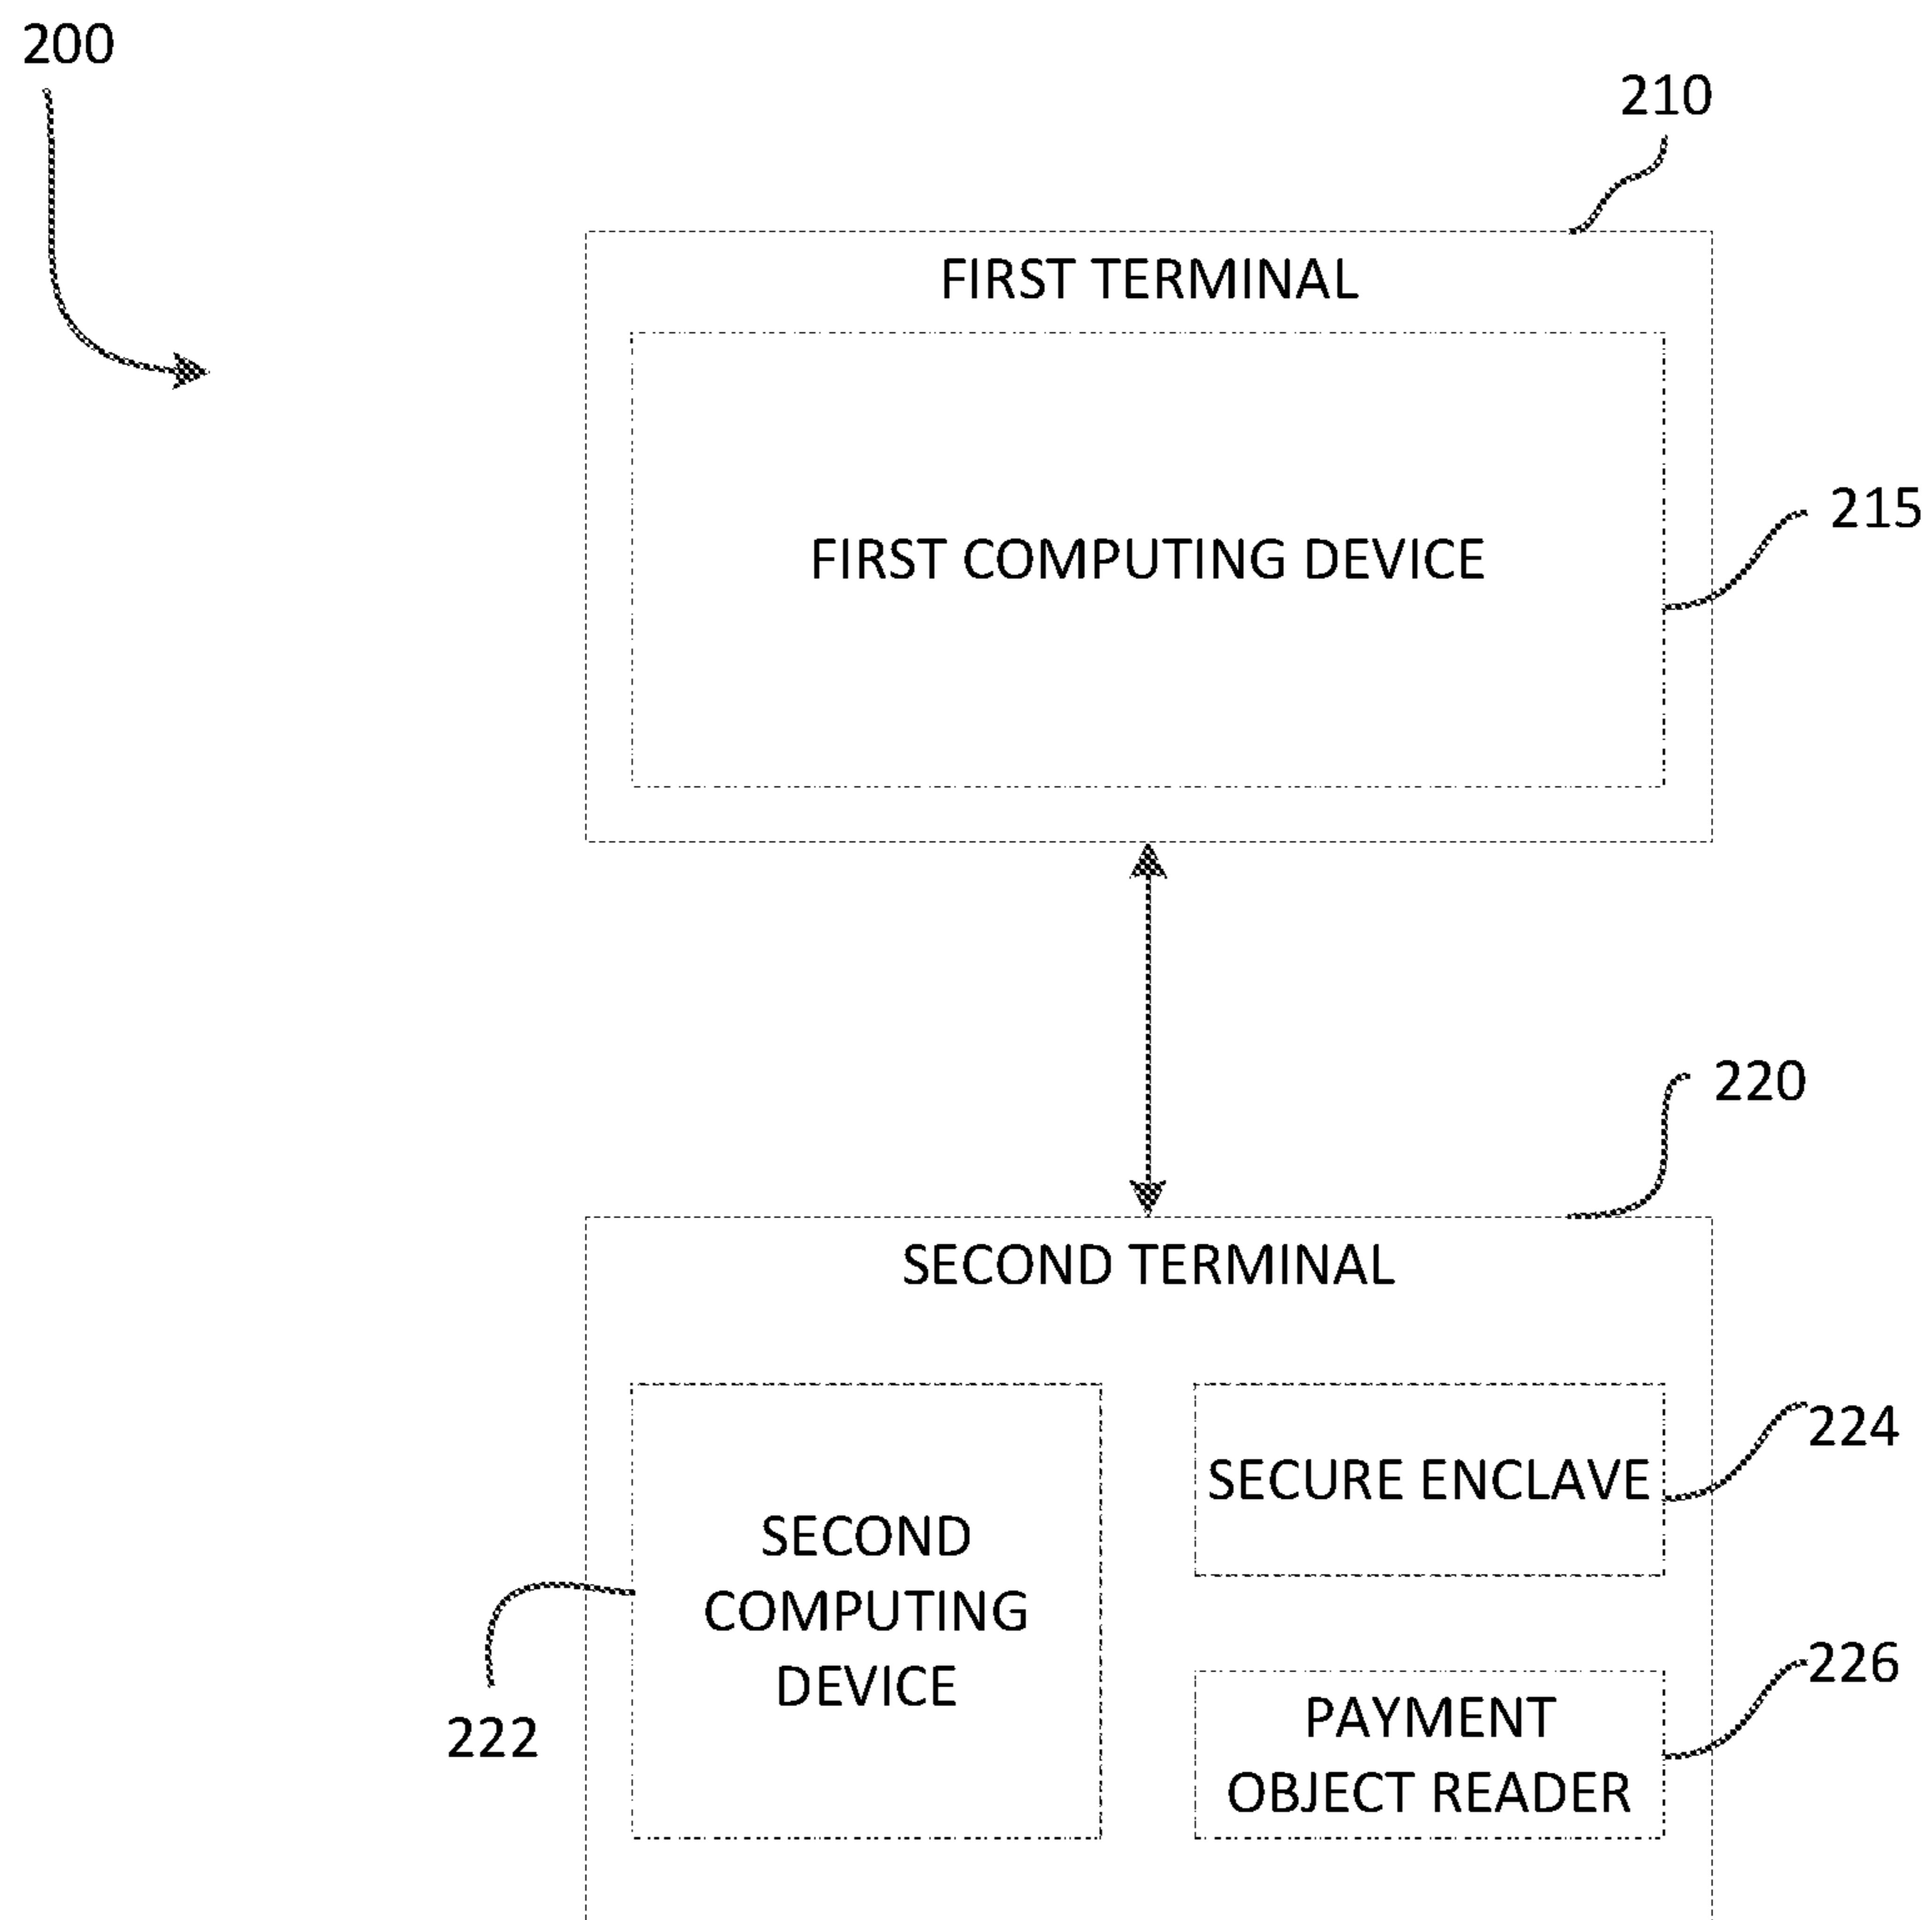 200
210
FIRST TERMINAL
215
FIRST COMPUTING DEVICE
220
SECOND TERMINAL
224
SECURE ENCLAVE
SECOND
COMPUTING
DEVICE
222
226
PAYMENT
OBJECT READER